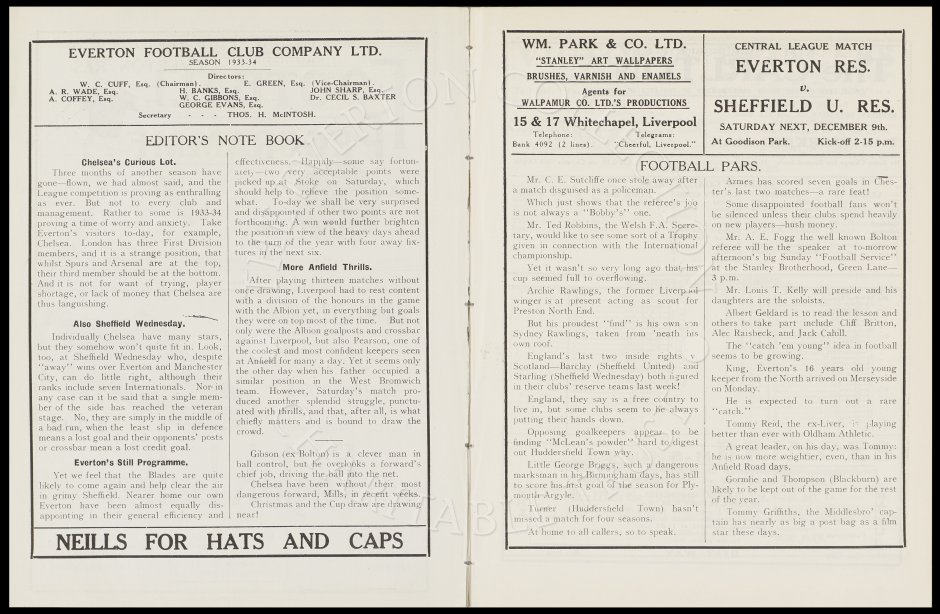 EVERTON FOOTBALL CLUB COMPANY LTD.
SEASON 1933-34
Directors:
W. C. CUFF, Esq. (Chairman). E. GREEN, Esq. (Vice-Chairman).
A. R. WADE, Esq. H. BANKS, Esq. JOHN SHARP, Esq.
A. COFFEY, Esq. W. C. GIBBONS, Esq. Dr. CECIL S. BAXTER
GEORGE EVANS, Esq.
Secretary - - - THOS. H. McINTOSH.
EDITOR'S NOTE BOOK
Chelsea's Curious Lot.
Three months of another season have
gone—flown, we had almost said, and the
League competition is proving as enthralling
as ever. But not to every club and
management. Rather to some is 1933-34
proving a time of worry and anxiety. Take
Everton's visitors to-day, for example,
Chelsea. London has three First Division
members, and it is a strange position, that
whilst Spurs and Arsenal are at the top,
their third member should be at the bottom.
And it is not for want of trying, player
shortage, or lack of money that Chelsea are
thus languishing.
Also Sheffield Wednesday.
Individually Chelsea have many stars,
but they somehow won't quite fit in. Look,
too, at Sheffield Wednesday who, despite
"away" wins over Everton and Manchester
City, can do little right, although their
ranks include seven Internationals. Nor in
any case can it be said that a single mem-
ber of the side has reached the veteran
stage. No, they are simply in the middle of
a bad run, when the least slip in defence
means a lost goal and their opponents' posts
or crossbar mean a lost credit goal.
Everton's Still Programme.
Yet we feel that the Blades are quite
likely to come again and help clear the air
in grimy Sheffield. Nearer home our own
Everton have been almost equally dis-
appointing in their general efficiency and
effectiveness. Happily—some say fortun-
ately—two very acceptable points were
picked up at Stoke on Saturday, which
should help to relieve the position some-
what. To-day we shall be very surprised
and disappointed if other two points are not
forthcoming. A win would further brighten
the position in view of the heavy days ahead
to the turn of the year with four away fix-
tures in the next six.
More Anfield Thrills.
After playing thirteen matches without
once drawing, Liverpool had to rest content
with a division of the honours in the game
with the Albion yet, in everything but goals
they were on top most of the time. But not
only were the Albion goalposts and crossbar
against Liverpool, but also Pearson, one of
the coolest and most confident keepers seen
at Anfield for many a day. Yet it seems only
the other day when his father occupied a
similar position in the West Bromwich
team. However, Saturday's match pro-
duced another splendid struggle, punctu-
ated with thrills, and that, after all, is what
chiefly matters and is bound to draw the
crowd.
Gibson (ex Bolton) is a clever man in
ball control, but he overlooks a forward's
chief job, driving the ball into the net.
Chelsea have been without their most
dangerous forward, Mills, in recent weeks.
Christmas and the Cup draw are drawing
near!
NEILLS FOR HATS AND CAPS
WM. PARK & CO. LTD.
"STANLEY" ART WALLPAPERS
BRUSHES, VARNISH AND ENAMELS
Agents for
WALPAMUR CO. LTD.'S PRODUCTIONS
15 & 17 Whitechapel, Liverpool
Telephone: Telegrams:
Bank 4092 (2 lines). "Cheerful, Liverpool."
CENTRAL LEAGUE MATCH
EVERTON RES.
v.
SHEFFIELD U. RES.
SATURDAY NEXT, DECEMBER 9th.
At Goodison Park. Kick-off 2-15 p.m.
FOOTBALL PARS.
Mr. C. E. Sutcliffe once stole away after
a match disguised as a policeman.
Which just shows that the referee's job
is not always a "Bobby's" one.
Mr. Ted Robbins, the Welsh F.A. Secre-
tary, would like to see some sort of a Trophy
given in connection with the International
championship.
Yet it wasn't so very long ago that his
cup seemed full to overflowing.
Archie Rawlings, the former Liverpool
winger is at present acting as scout for
Preston North End.
But his proudest "find" is his own son
Sydney Rawlings, taken from 'neath his
own roof.
England's last two inside rights v
Scotland—Barclay (Sheffield United) and
Starling (Sheffield Wednesday) both figured
in their clubs' reserve teams last week!
England, they say is a free country to
live in, but some clubs seem to be always
putting their hands down.
Opposing goalkeepers appear to be
finding "McLean's powder" hard to digest
out Huddersfield Town way.
Little George Briggs, such a dangerous
marksman in his Birmingham days, has still
to score his first goal of the season for Ply-
mouth Argyle.
Turner (Huddersfield Town) hasn't
missed a match for four seasons.
At home to all callers, so to speak.
Armes has scored seven goals in Ches-
ter's last two matches—a rare feat!
Some disappointed football fans won't
be silenced unless their clubs spend heavily
on new players—hush money.
Mr. A. E. Fogg the well known Bolton
referee will be the speaker at to-morrow
afternoon's big Sunday "Football Service"
at the Stanley Brotherhood, Green Lane—
3 p.m.
Mr. Louis T. Kelly will preside and his
daughters are the soloists.
Albert Geldard is to read the lesson and
others to take part include Cliff Britton,
Alec Raisbeck, and Jack Cahill.
The "catch 'em young" idea in football
seems to be growing.
King, Everton's 16 years old young
keeper from the North arrived on Merseyside
on Monday.
He is expected to turn out a rare
"catch."
Tommy Reid, the ex-Liver, is playing
better than ever with Oldham Athletic.
A great leader, on his day, was Tommy:
he is now more weightier, even, than in his
Anfield Road days.
Gormlie and Thompson (Blackburn) are
likely to be kept out of the game for the rest
of the year.
Tommy Griffiths, the Middlesbro' cap-
tain has nearly as big a post bag as a film
star these days.